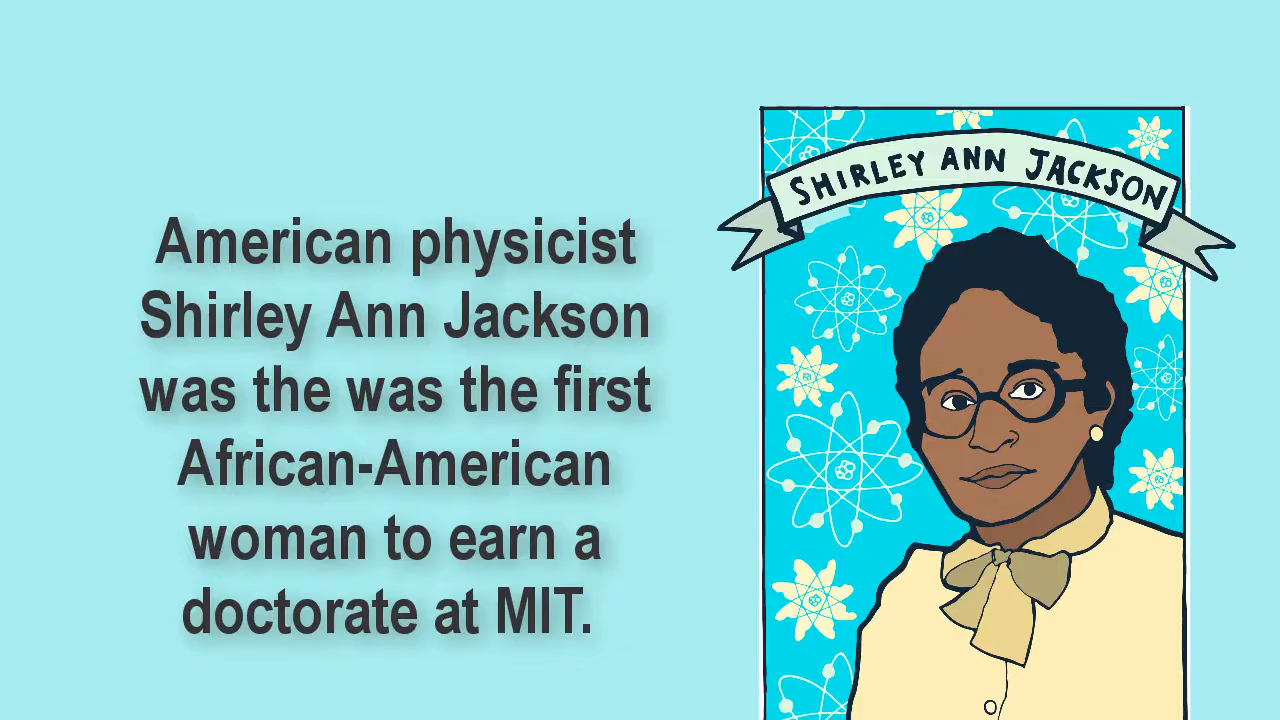 SHIRLEY ANN JACKSON
American physicist
Shirley Ann Jackson
was the was the first
African-American
woman to earn a
doctorate at MIT.